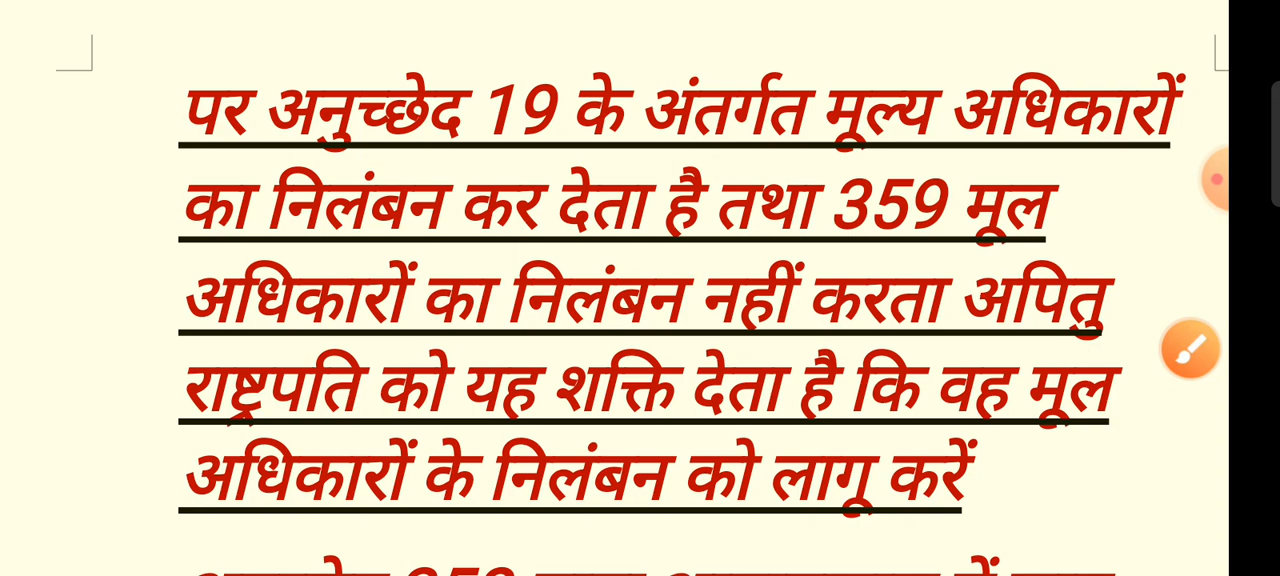 पर अनुच्छेद 19 के अंतर्गत मूल्य अधिकारों
का निलंबन कर देता है तथा 359 मूल
अधिकारों का निलंबन नहीं करता अपितु
राष्ट्रपति को यह शक्ति देता है कि वह मूल
अधिकारों के निलंबन को लागू करें